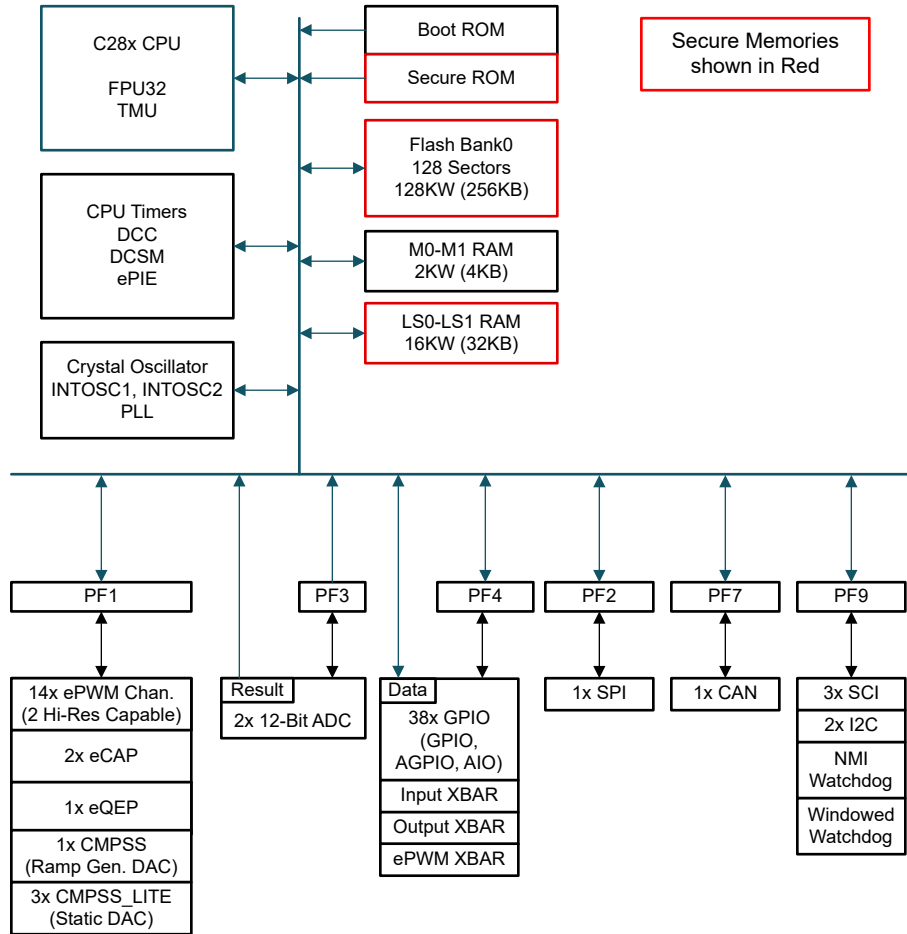 C28x CPU
FPU32
TMU
CPU Timers
DCC
DCSM
ePIE
Crystal Oscillator
INTOSC1, INTOSC2
PLL
Boot ROM
Secure ROM
Flash Bank0
128 Sectors
128KW (256KB)
M0-M1 RAM
2KW (4KB)
LS0-LS1 RAM
16KW (32KB)
Secure Memories
shown in Red
PF1
PF3
PF4
PF2
PF7
PF9
14x ePWM Chan.
(2 Hi-Res Capable)
2x eCAP
1x eQEP
1x CMPSS
(Ramp Gen. DAC)
3x CMPSS_LITE
(Static DAC)
Result
2x 12-Bit ADC
Data
38x GPIO
(GPIO,
AGPIO, AIO)
Input XBAR
Output XBAR
ePWM XBAR
1x SPI
1x CAN
3x SCI
2x I2C
NMI
Watchdog
Windowed
Watchdog